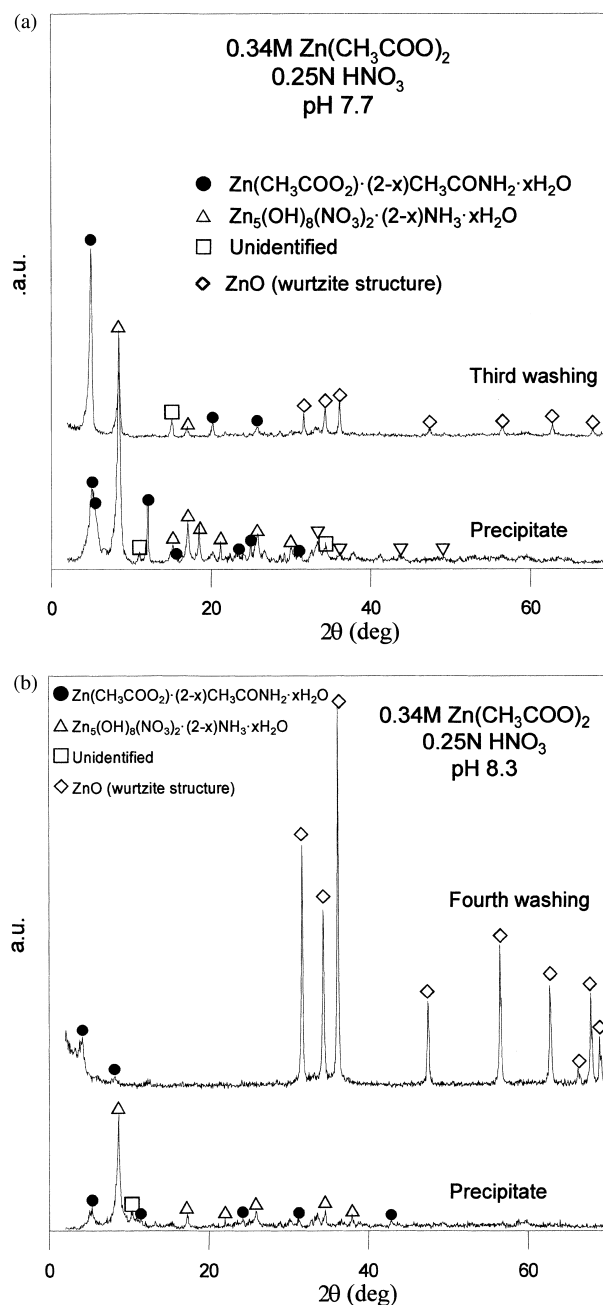 (a)
0.34M Zn(CH₃COO)₂
0.25N HNO₃
pH 7.7
● Zn(CH₃COO₂)·(2-x)CH₃CONH₂·xH₂O
△ Zn₅(OH)₈(NO₃)₂·(2-x)NH₃·xH₂O
□ Unidentified
◇ ZnO (wurtzite structure)
.a.u.
Third washing
Precipitate
0 20 40 60
2θ (deg)
(b)
● Zn(CH₃COO₂)·(2-x)CH₃CONH₂·xH₂O
△ Zn₅(OH)₈(NO₃)₂·(2-x)NH₃·xH₂O
□ Unidentified
◇ ZnO (wurtzite structure)
0.34M Zn(CH₃COO)₂
0.25N HNO₃
pH 8.3
a.u.
Fourth washing
Precipitate
0 20 40 60
2θ (deg)